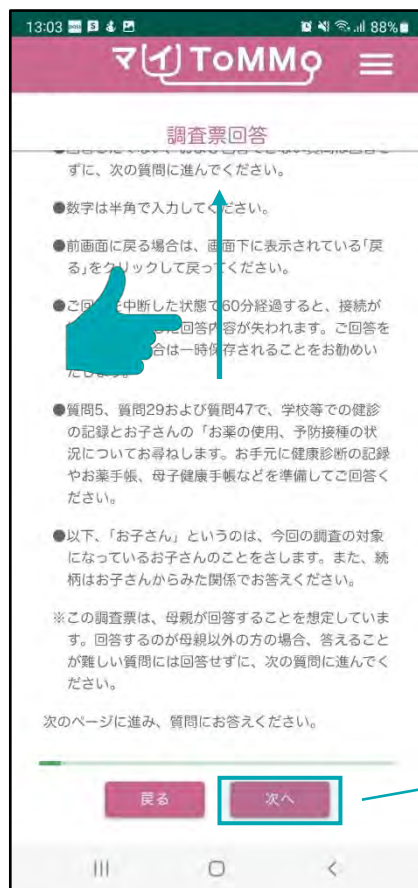 13:03 88%
マイToMMo
調査票回答
ずに、次の質問に進んでください。
●数字は半角で入力してください。
●前画面に戻る場合は、画面下に表示されている「戻
る」をクリックして戻ってください。
●ご回 を中断した状態で60分経過すると、接続が
た回答内容が失われます。ご回答を
合は一時保存されることをお勧めい
たします。
●質問5、質問29および質問47で、学校等での健診
の記録とお子さんの「お薬の使用、予防接種の状
況についてお尋ねします。お手元に健康診断の記録
やお薬手帳、母子健康手帳などを準備してご回答く
ださい。
●以下、「お子さん」というのは、今回の調査の対象
になっているお子さんのことをさします。また、続
柄はお子さんからみた関係でお答えください。
※この調査票は、母親が回答することを想定していま
す。回答するのが母親以外の方の場合、答えること
が難しい質問には回答せずに、次の質問に進んでく
ださい。
次のページに進み、質問にお答えください。
戻る 次へ